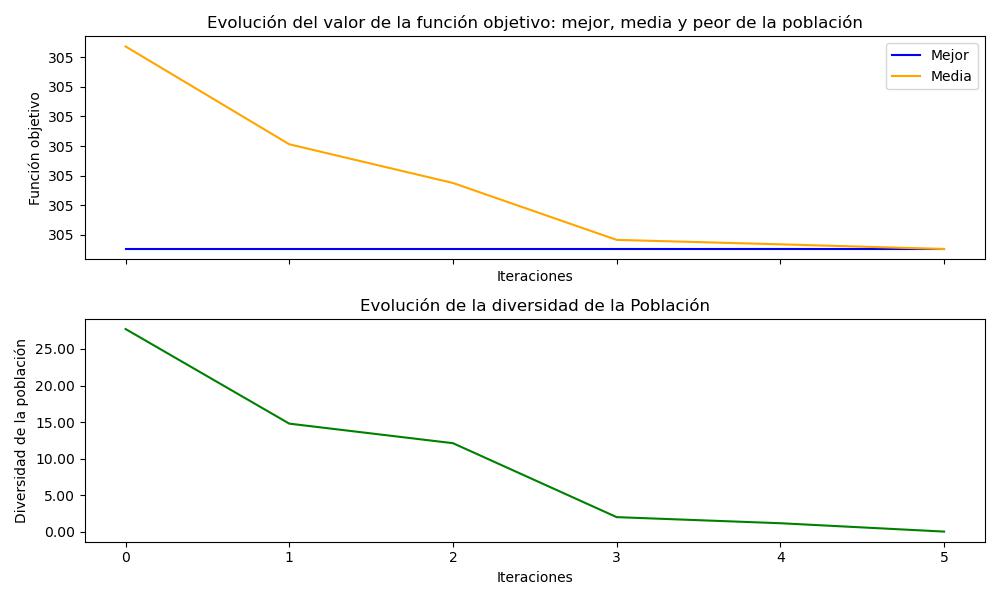 Evolución del valor de la función objetivo: mejor, media y peor de la población
305
305
305
305
305
305
305
Función objetivo
Mejor
Media
Iteraciones
Evolución de la diversidad de la Población
25.00
20.00
15.00
10.00
5.00
0.00
Diversidad de la población
0 1 2 3 4 5
Iteraciones